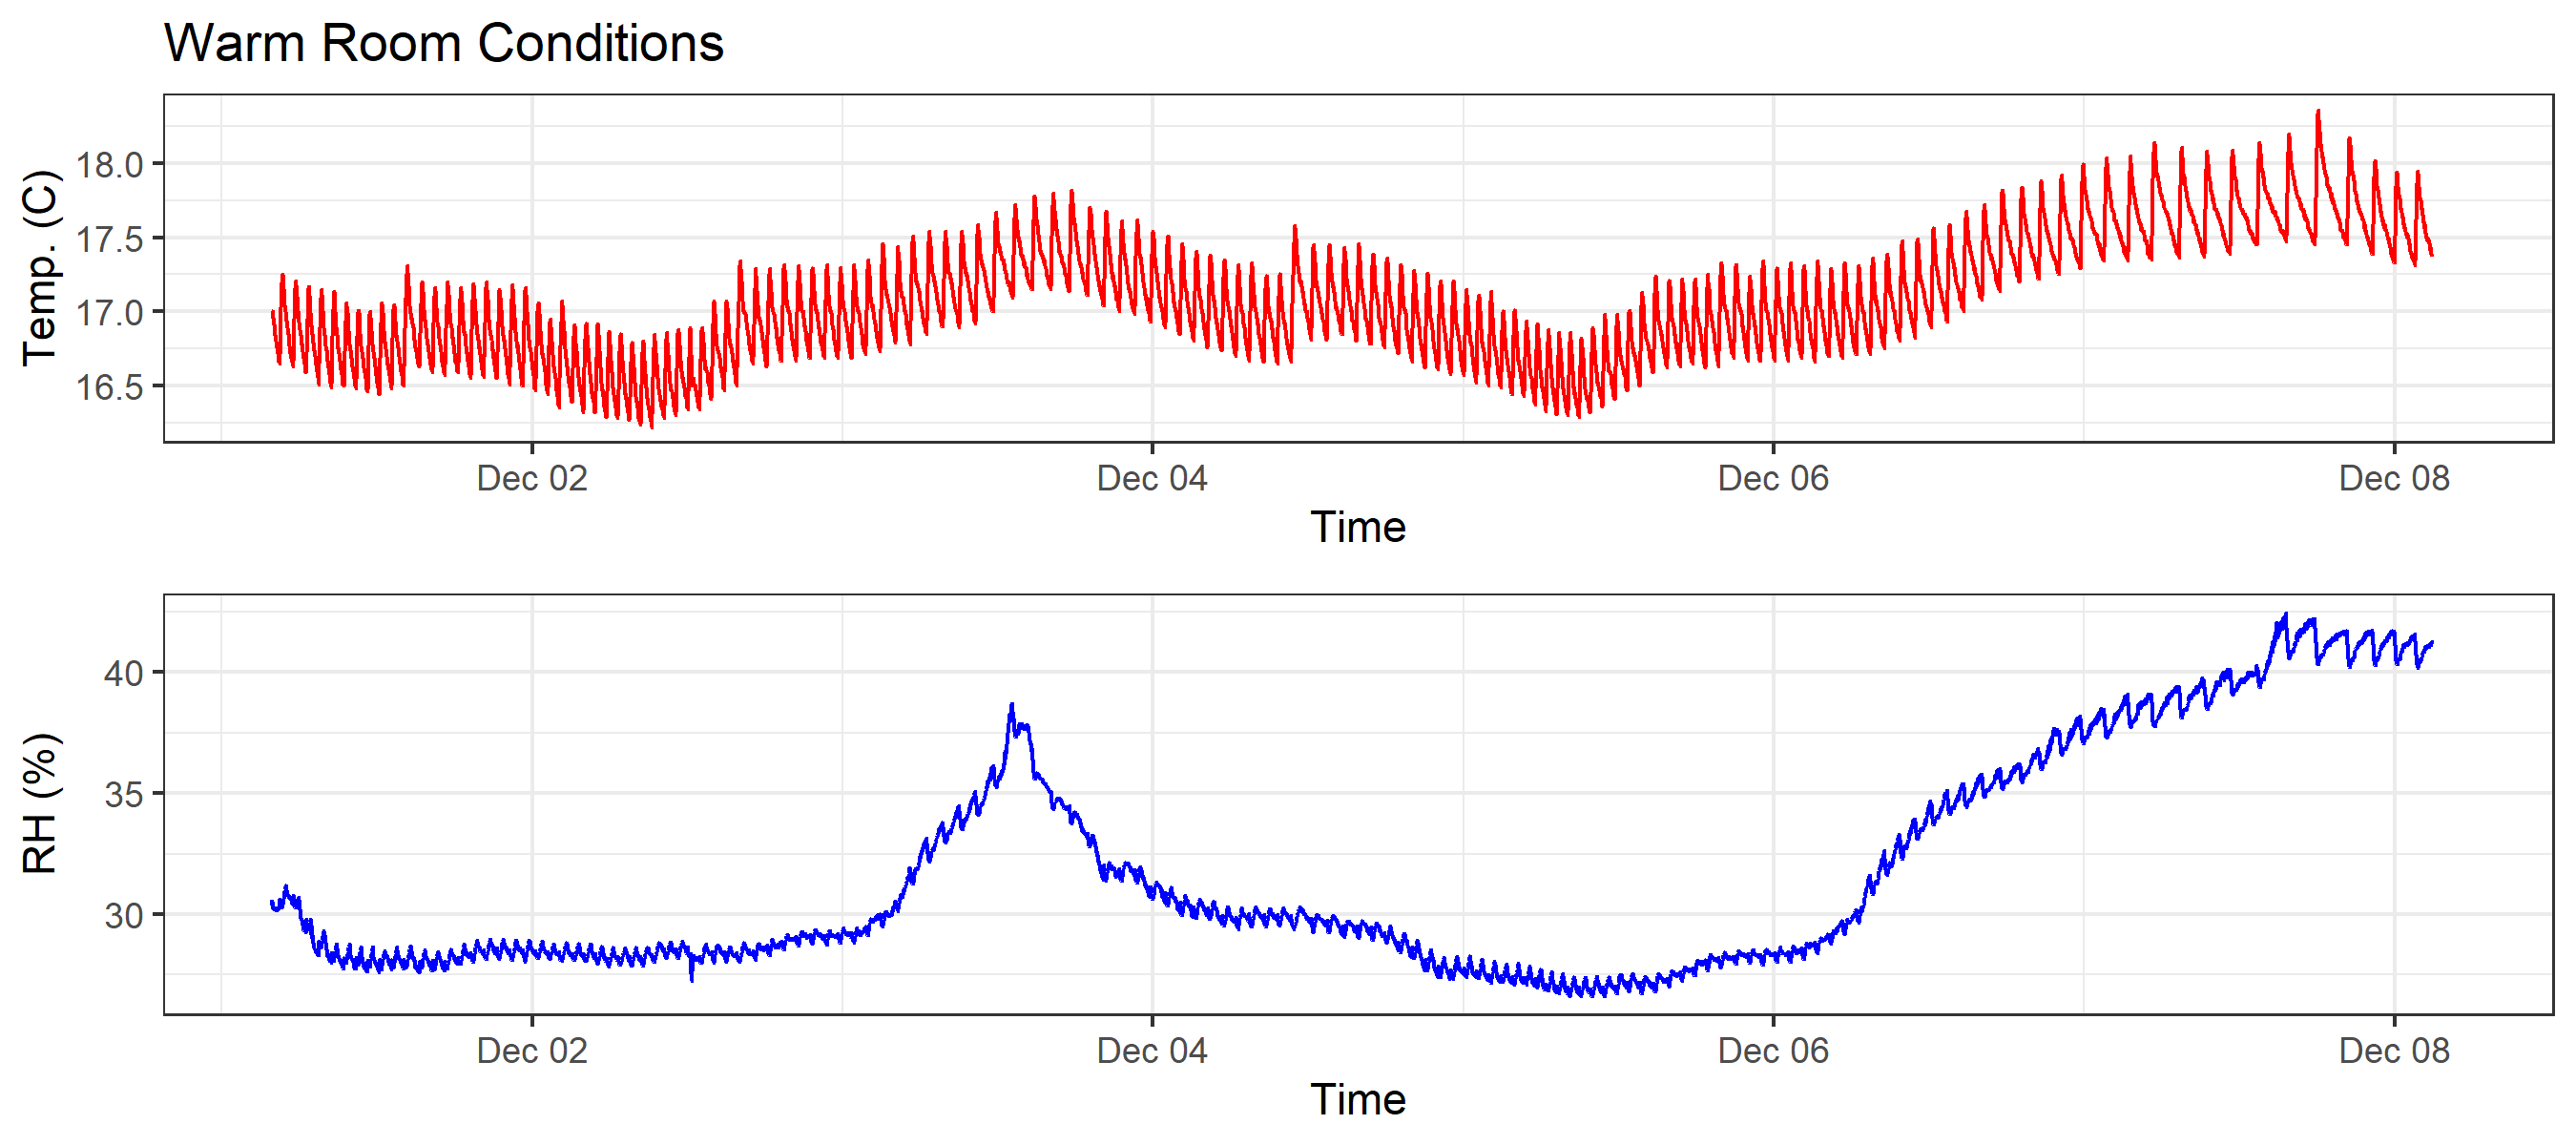 Warm Room Conditions
Temp. (C)
18.0
17.5
17.0
16.5
Dec 02 Dec 04 Dec 06 Dec 08
Time
RH (%)
40
35
30
Dec 02 Dec 04 Dec 06 Dec 08
Time